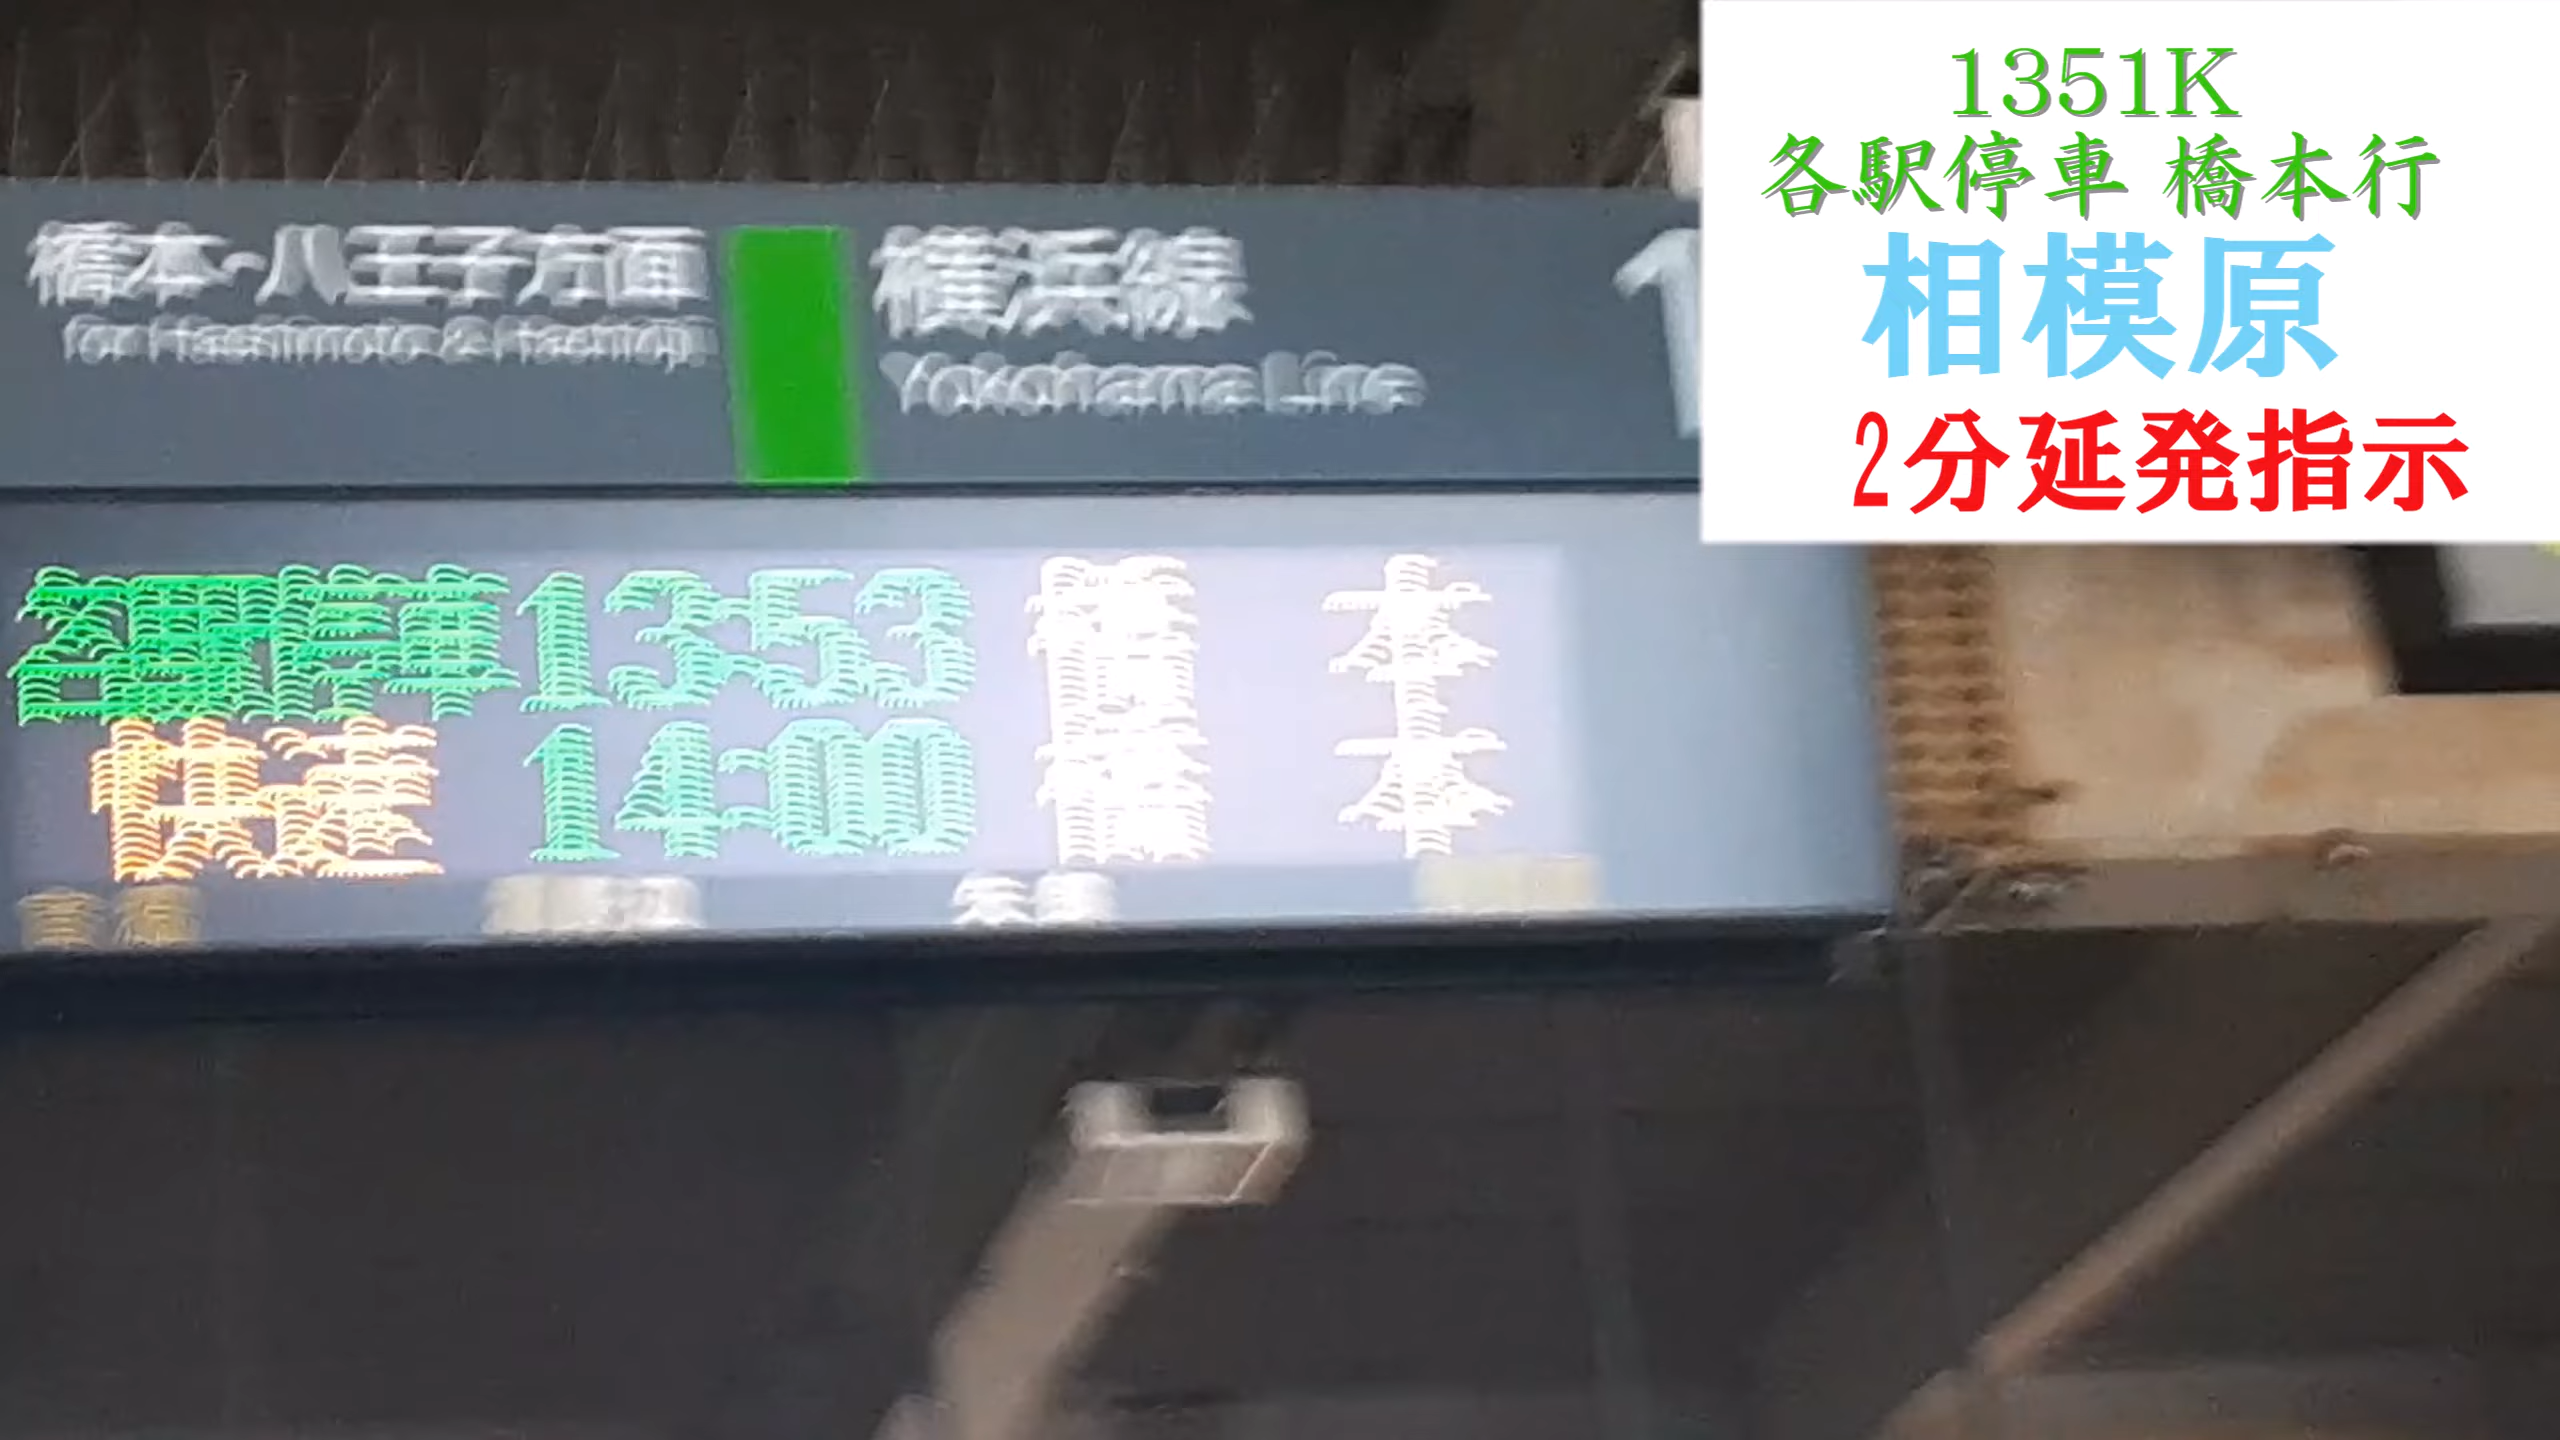 1351K
各駅停車 橋本行
相模原
2分延発指示
橋本・八王子方面 横浜線 1
for Hashimoto & Hachioji Yokohama Line
各駅停車 13:53 橋 本
快速 14:00 橋 本